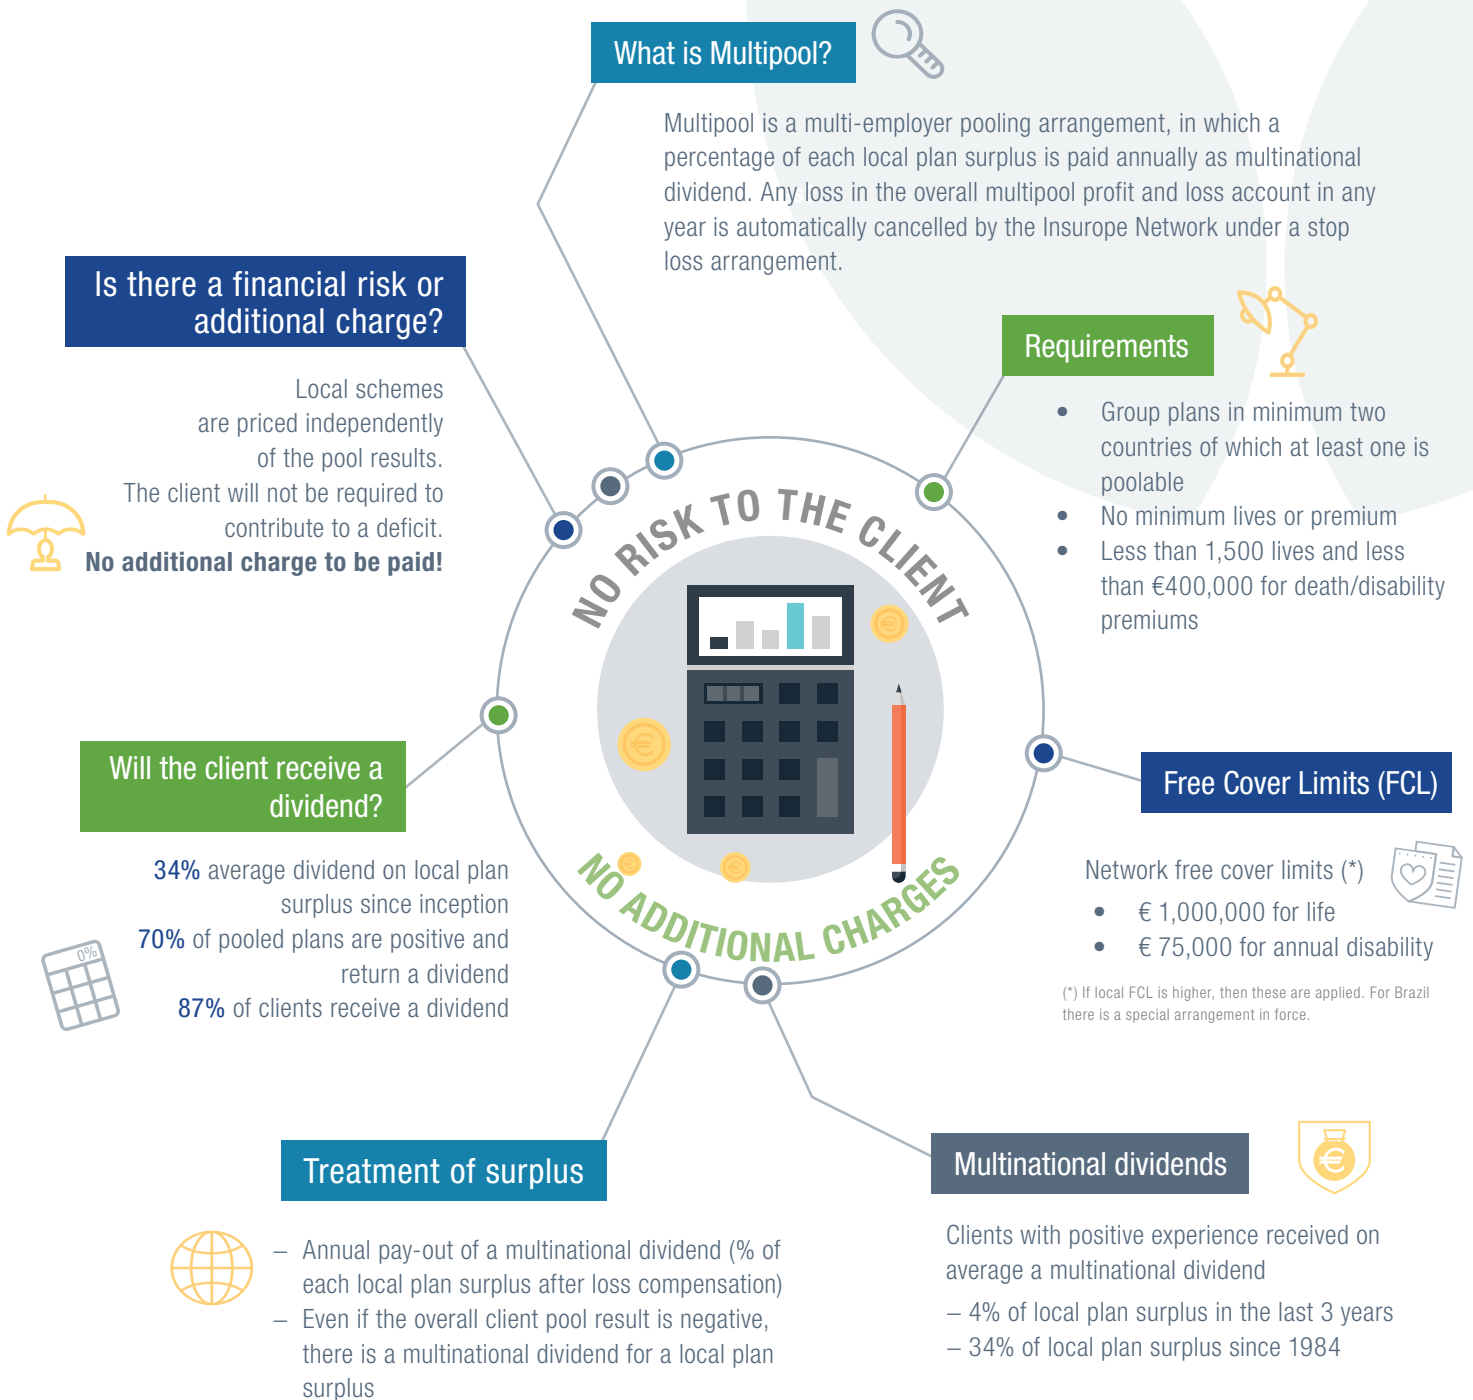 What is Multipool?
Multipool is a multi-employer pooling arrangement, in which a
percentage of each local plan surplus is paid annually as multinational
dividend. Any loss in the overall multipool profit and loss account in any
year is automatically cancelled by the Insurope Network under a stop
loss arrangement.
Is there a financial risk or
additional charge?
Local schemes
are priced independently
of the pool results.
The client will not be required to
contribute to a deficit.
No additional charge to be paid!
Requirements
• Group plans in minimum two
countries of which at least one is
poolable
• No minimum lives or premium
• Less than 1,500 lives and less
than €400,000 for death/disability
premiums
NO RISK TO THE CLIENT
€
€
€
€
NO ADDITIONAL CHARGES
Will the client receive a
dividend?
34% average dividend on local plan
surplus since inception
70% of pooled plans are positive and
return a dividend
87% of clients receive a dividend
0%
Free Cover Limits (FCL)
Network free cover limits (*)
• € 1,000,000 for life
• € 75,000 for annual disability
(*) If local FCL is higher, then these are applied. For Brazil
there is a special arrangement in force.
Treatment of surplus
– Annual pay-out of a multinational dividend (% of
each local plan surplus after loss compensation)
– Even if the overall client pool result is negative,
there is a multinational dividend for a local plan
surplus
Multinational dividends
€
Clients with positive experience received on
average a multinational dividend
– 4% of local plan surplus in the last 3 years
– 34% of local plan surplus since 1984